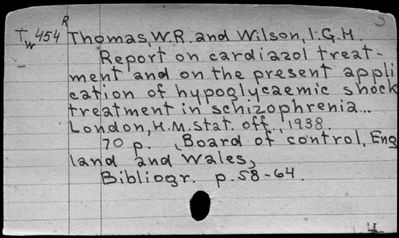 R
Tw 454 Thomas, W.R. and Wilson, I.G.H.
Report on cardiazol treat-
ment and on the present appli
cation of hypoglycaemic shock
treatment in schizophrenia...
London, H.M. Stat. off., 1938.
70 p. (Board of control, Eng
land and Wales)
Bibliogr. p. 58-64.